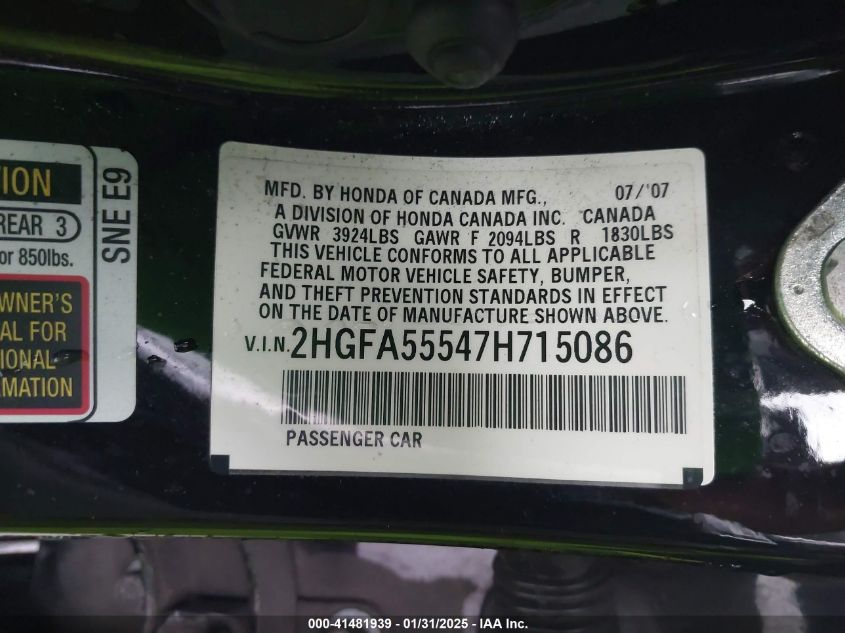 TION
REAR 3
or 850lbs.
OWNER'S
AL FOR
IONAL
RMATION
SNE E9
MFD. BY HONDA OF CANADA MFG., 07/'07
A DIVISION OF HONDA CANADA INC. CANADA
GVWR 3924LBS GAWR F 2094LBS R 1830LBS
THIS VEHICLE CONFORMS TO ALL APPLICABLE
FEDERAL MOTOR VEHICLE SAFETY, BUMPER,
AND THEFT PREVENTION STANDARDS IN EFFECT
ON THE DATE OF MANUFACTURE SHOWN ABOVE.
V.I.N. 2HGFA55547H715086
PASSENGER CAR
000-41481939 - 01/31/2025 - IAA Inc.